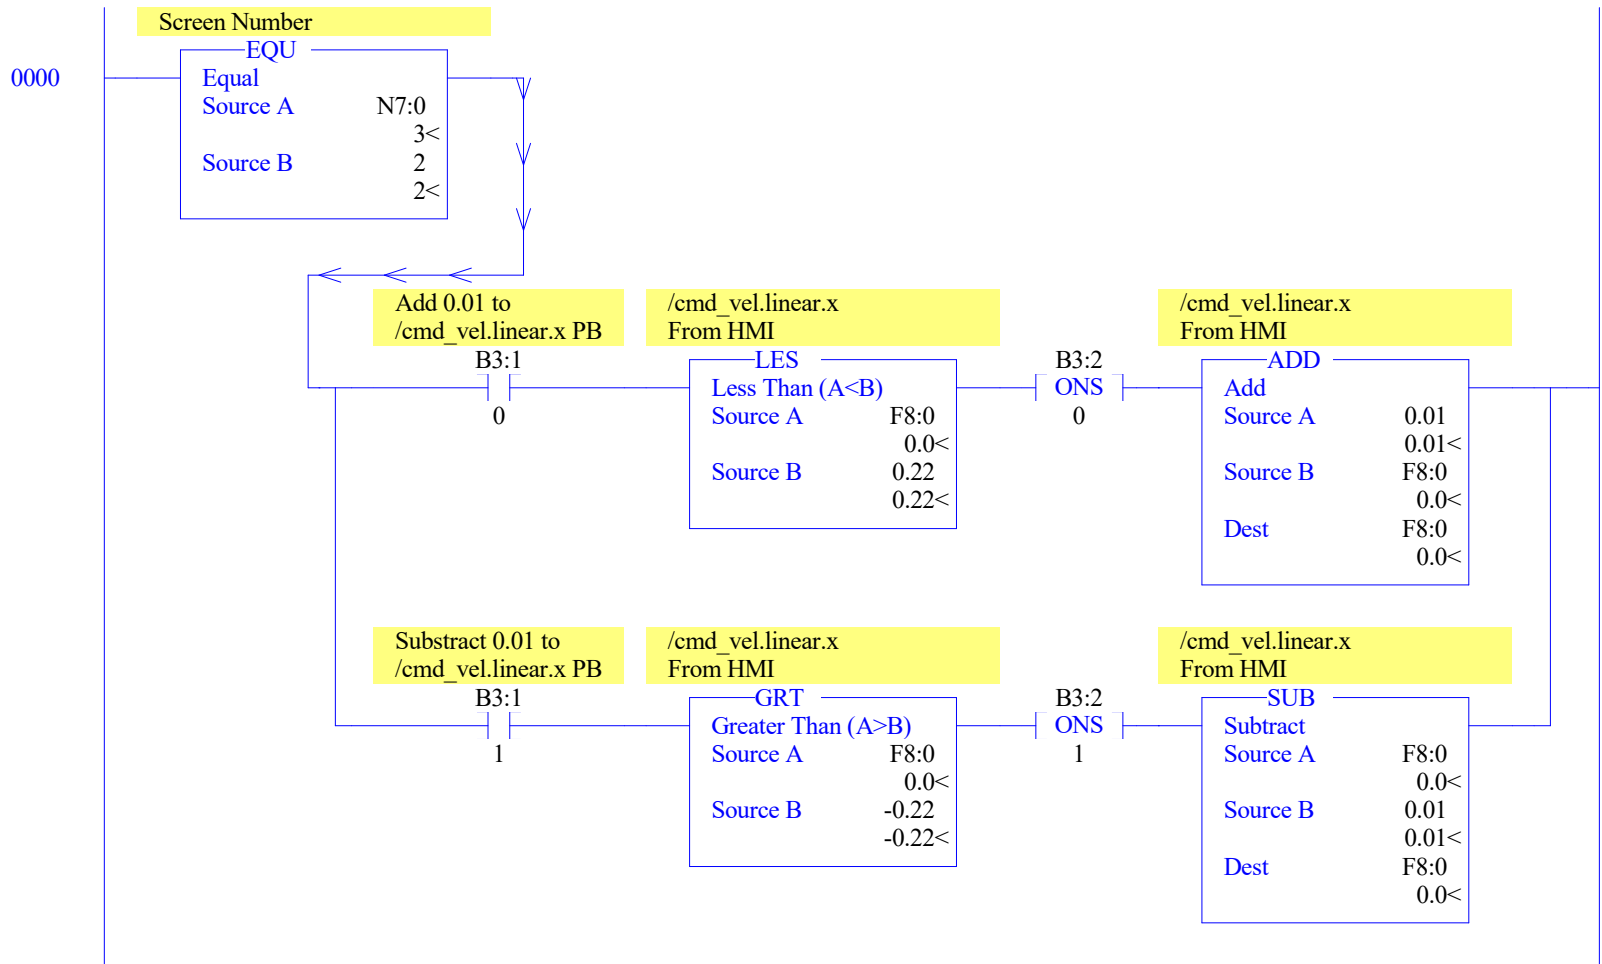 Screen Number
EQU
0000
Equal
Source A N7:0
3<
Source B 2
2<
Add 0.01 to
/cmd_vel.linear.x PB
B3:1
0
/cmd_vel.linear.x
From HMI
LES
Less Than (A<B)
Source A F8:0
0.0<
Source B 0.22
0.22<
B3:2
ONS
0
/cmd_vel.linear.x
From HMI
ADD
Add
Source A 0.01
0.01<
Source B F8:0
0.0<
Dest F8:0
0.0<
Substract 0.01 to
/cmd_vel.linear.x PB
B3:1
1
/cmd_vel.linear.x
From HMI
GRT
Greater Than (A>B)
Source A F8:0
0.0<
Source B -0.22
-0.22<
B3:2
ONS
1
/cmd_vel.linear.x
From HMI
SUB
Subtract
Source A F8:0
0.0<
Source B 0.01
0.01<
Dest F8:0
0.0<